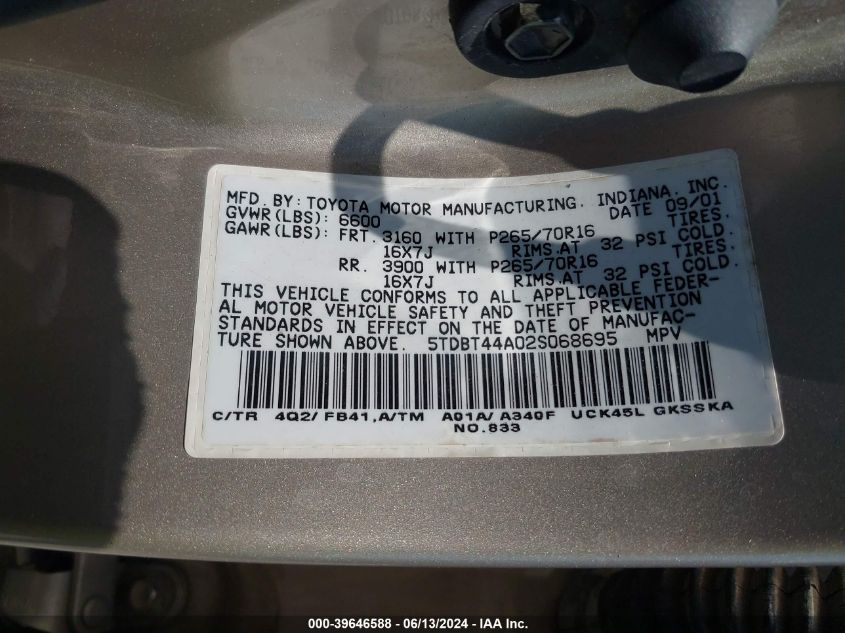 MFD. BY: TOYOTA MOTOR MANUFACTURING. INDIANA. INC.
GVWR(LBS): 6600 DATE 09/01
GAWR(LBS): FRT. 3160 WITH P265/70R16 TIRES.
16X7J RIMS.AT 32 PSI COLD.
RR. 3900 WITH P265/70R16 TIRES.
16X7J RIMS.AT 32 PSI COLD.
THIS VEHICLE CONFORMS TO ALL APPLICABLE FEDER-
AL MOTOR VEHICLE SAFETY AND THEFT PREVENTION
STANDARDS IN EFFECT ON THE DATE OF MANUFAC-
TURE SHOWN ABOVE. 5TDBT44A02S068695 MPV
C/TR 4Q2/ FB41,A/TM A01A/ A340F UCK45L GKSSKA
NO.833
000-39646588 - 06/13/2024 - IAA Inc.